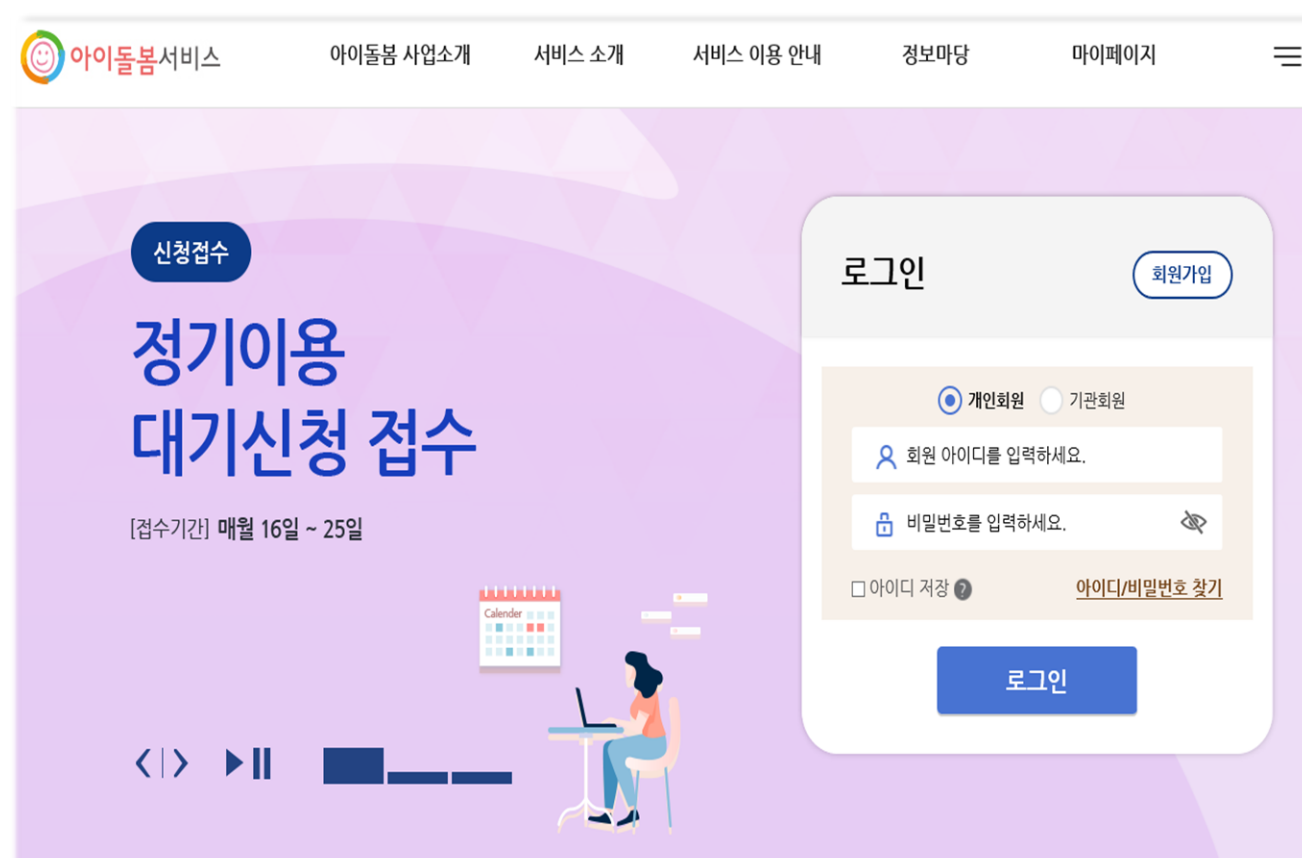 아이돌봄서비스
아이돌봄 사업소개 서비스 소개 서비스 이용 안내 정보마당 마이페이지
신청접수
정기이용
대기신청 접수
[접수기간] 매월 16일 ~ 25일
Calender
로그인 회원가입
개인회원 기관회원
회원 아이디를 입력하세요.
비밀번호를 입력하세요.
아이디 저장 ? 아이디/비밀번호 찾기
로그인